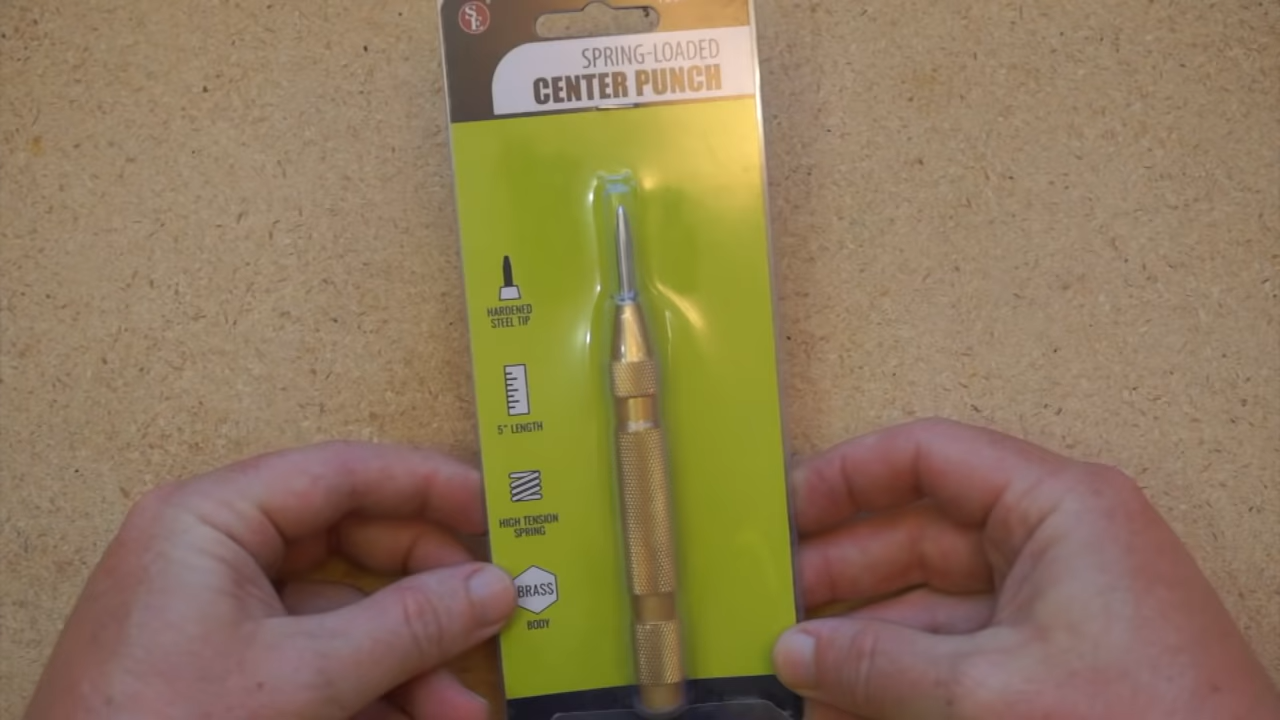 SE
SPRING-LOADED
CENTER PUNCH
HARDENED
STEEL TIP
5" LENGTH
HIGH TENSION
SPRING
BRASS
BODY